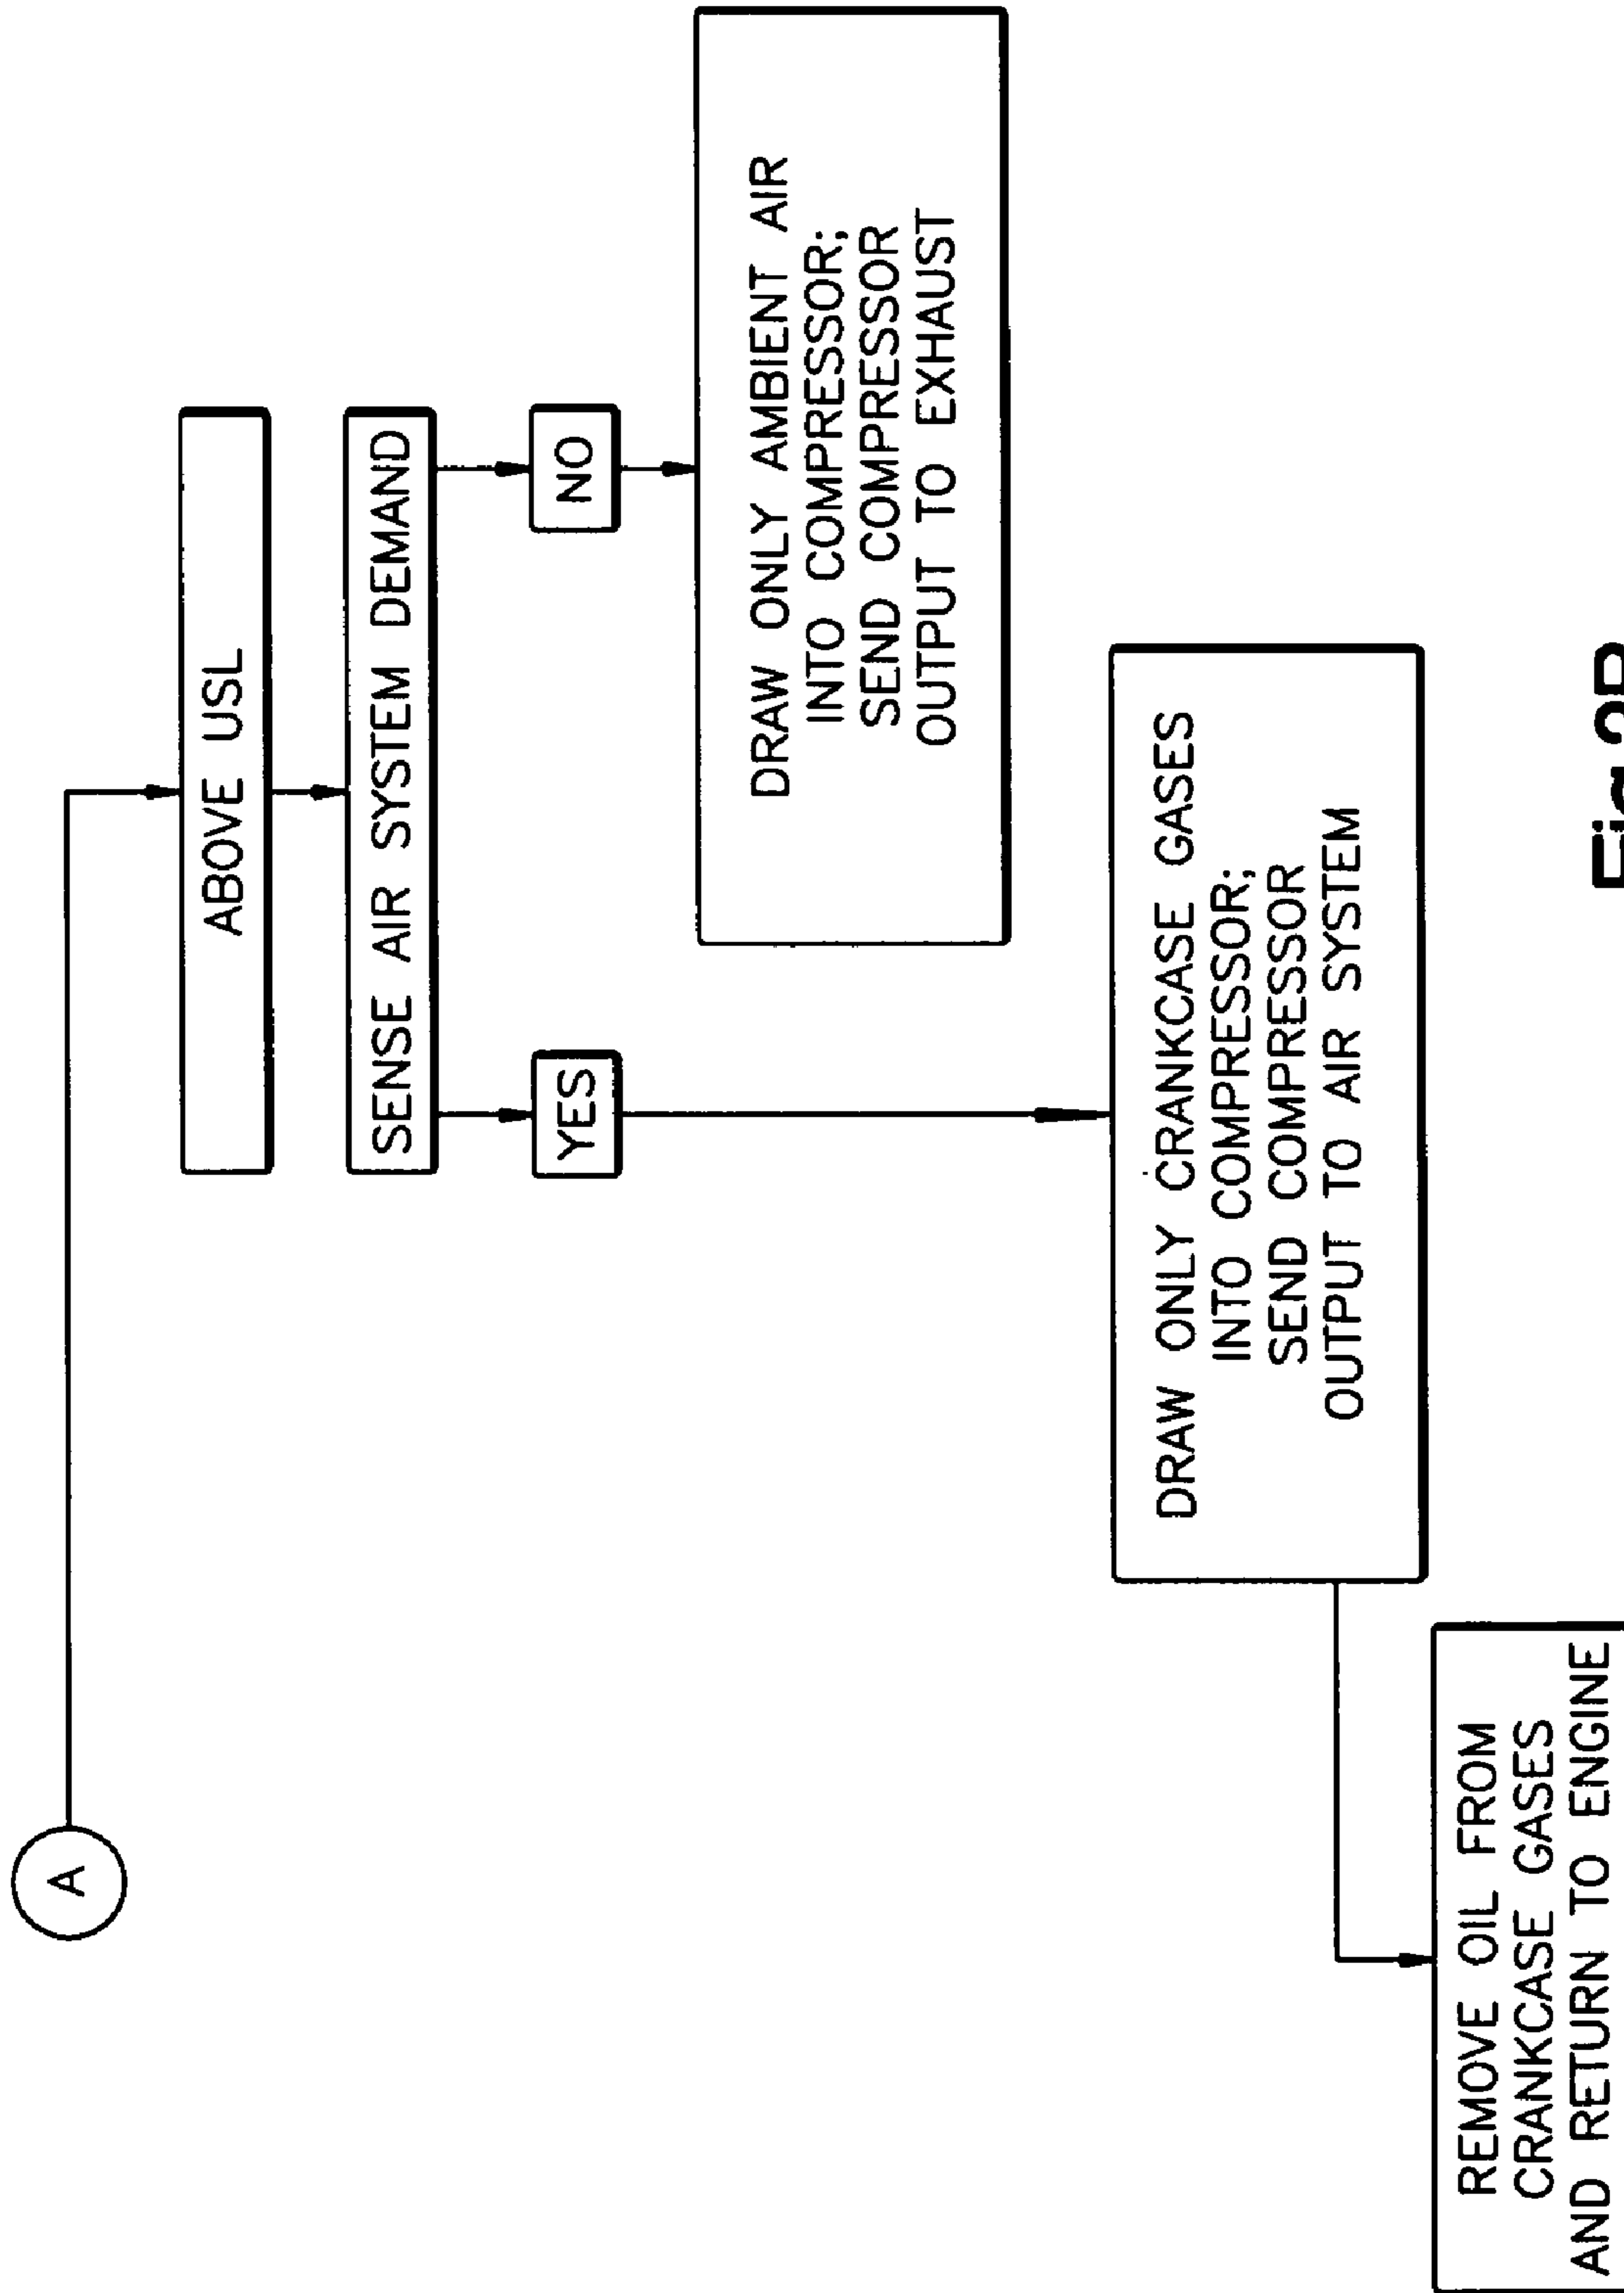 A
ABOVE USL
SENSE AIR SYSTEM DEMAND
YES
NO
DRAW ONLY AMBIENT AIR
INTO COMPRESSOR;
SEND COMPRESSOR
OUTPUT TO EXHAUST
DRAW ONLY CRANKCASE GASES
INTO COMPRESSOR;
SEND COMPRESSOR
OUTPUT TO AIR SYSTEM
REMOVE OIL FROM
CRANKCASE GASES
AND RETURN TO ENGINE